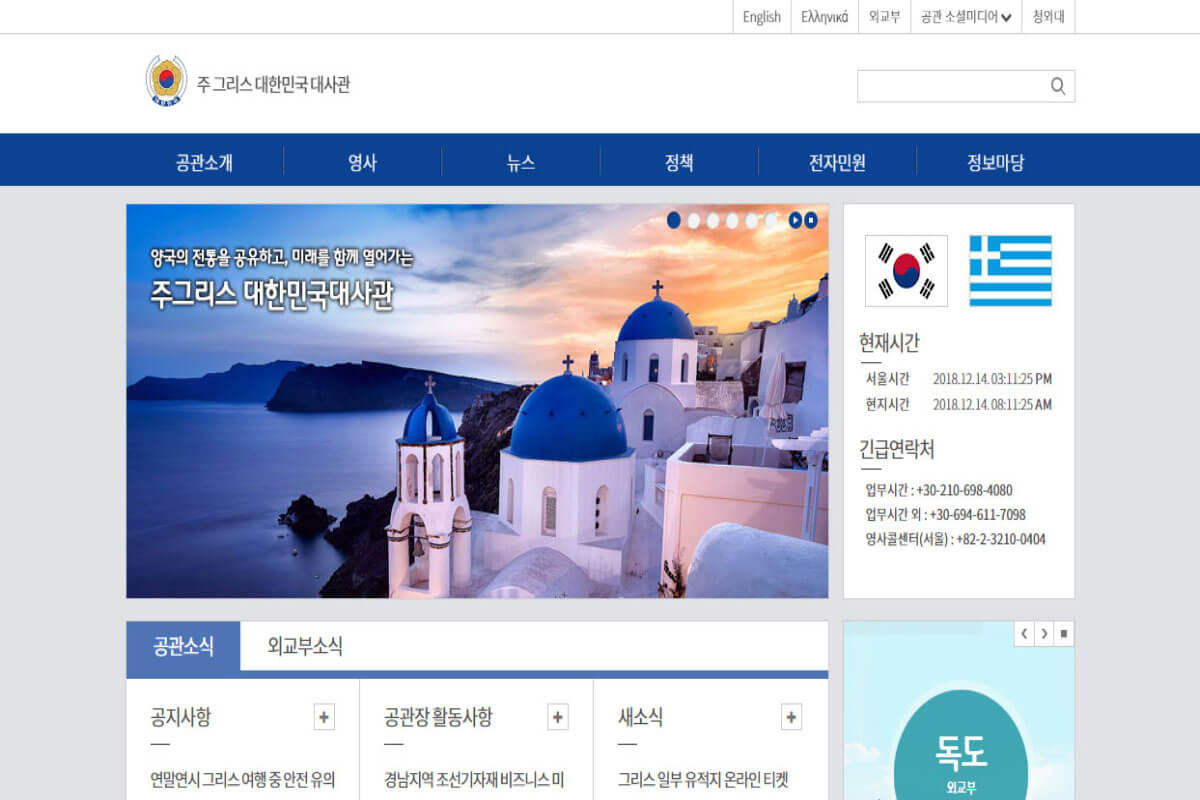 English
Ελληνικά
외교부
공관 소셜미디어
청와대
주 그리스 대한민국 대사관
공관소개
영사
뉴스
정책
전자민원
정보마당
양국의 전통을 공유하고, 미래를 함께 열어가는
주그리스 대한민국대사관
현재시간
서울시간 2018.12.14. 03:11:25 PM
현지시간 2018.12.14. 08:11:25 AM
긴급연락처
업무시간 : +30-210-698-4080
업무시간 외 : +30-694-611-7098
영사콜센터(서울) : +82-2-3210-0404
공관소식
외교부소식
공지사항
연말연시 그리스 여행 중 안전 유의
공관장 활동사항
경남지역 조선기자재 비즈니스 미
새소식
그리스 일부 유적지 온라인 티켓
독도
외교부